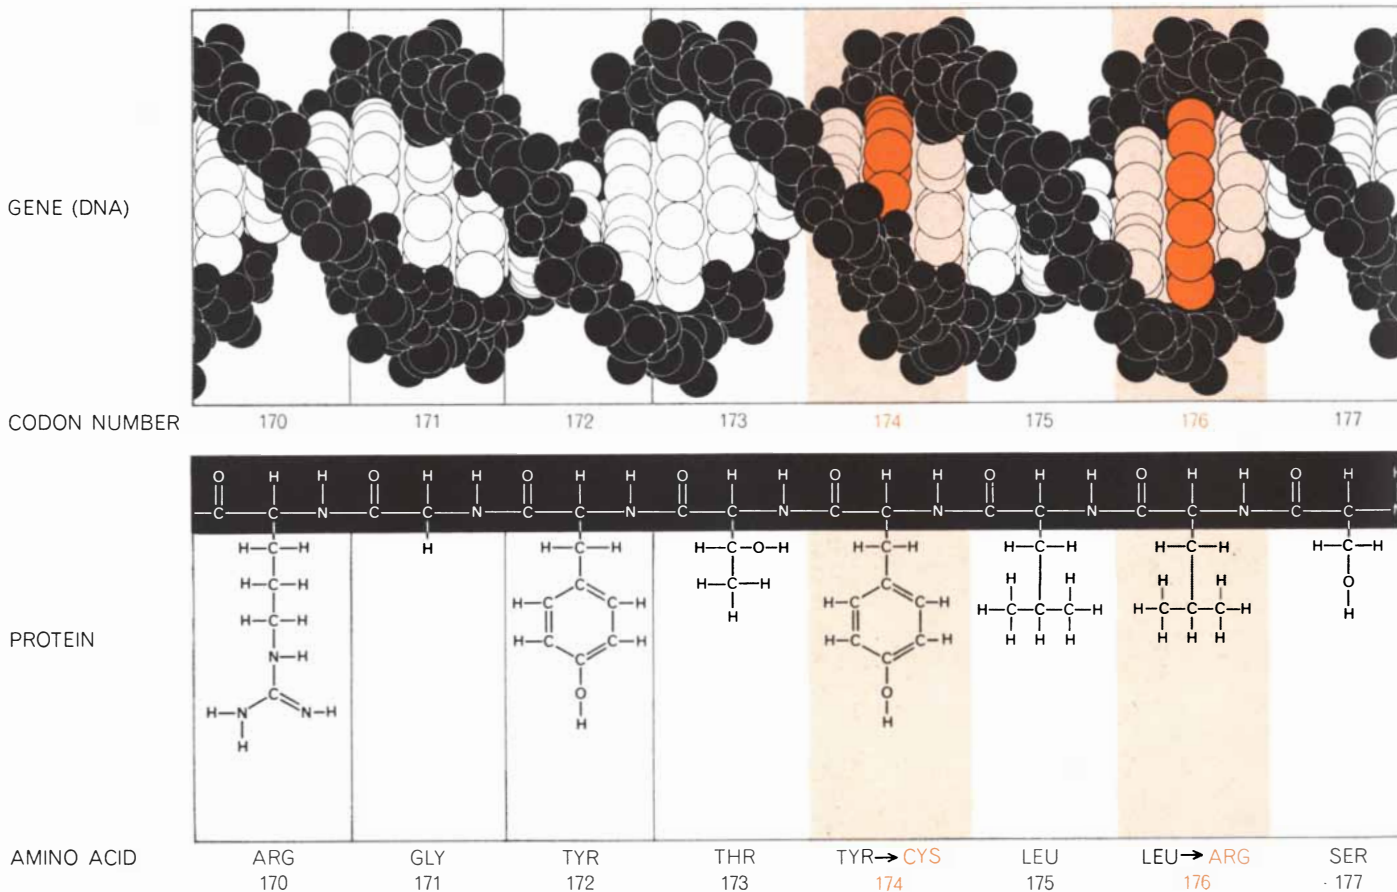 GENE (DNA)
CODON NUMBER 170 171 172 173 174 175 176 177
O H H O H H O H H O H H O H H O H H O H H O H H
C C N C C N C C N C C N C C N C C N C C N C C N
H—C—H H H—C—H H—C—O—H H—C—H H—C—H H—C—H H—C—H
H—C—H C H—C—H C H H H H O
H—C—H H—C C—H H H—C C—H H—C—C—C—H H—C—C—C—H H
N—H H—C C—H H—C C—H H H H H H H
PROTEIN
C C C
H—N N—H O O
H H H
AMINO ACID ARG GLY TYR THR TYR→CYS LEU LEU→ARG SER
170 171 172 173 174 175 176 177